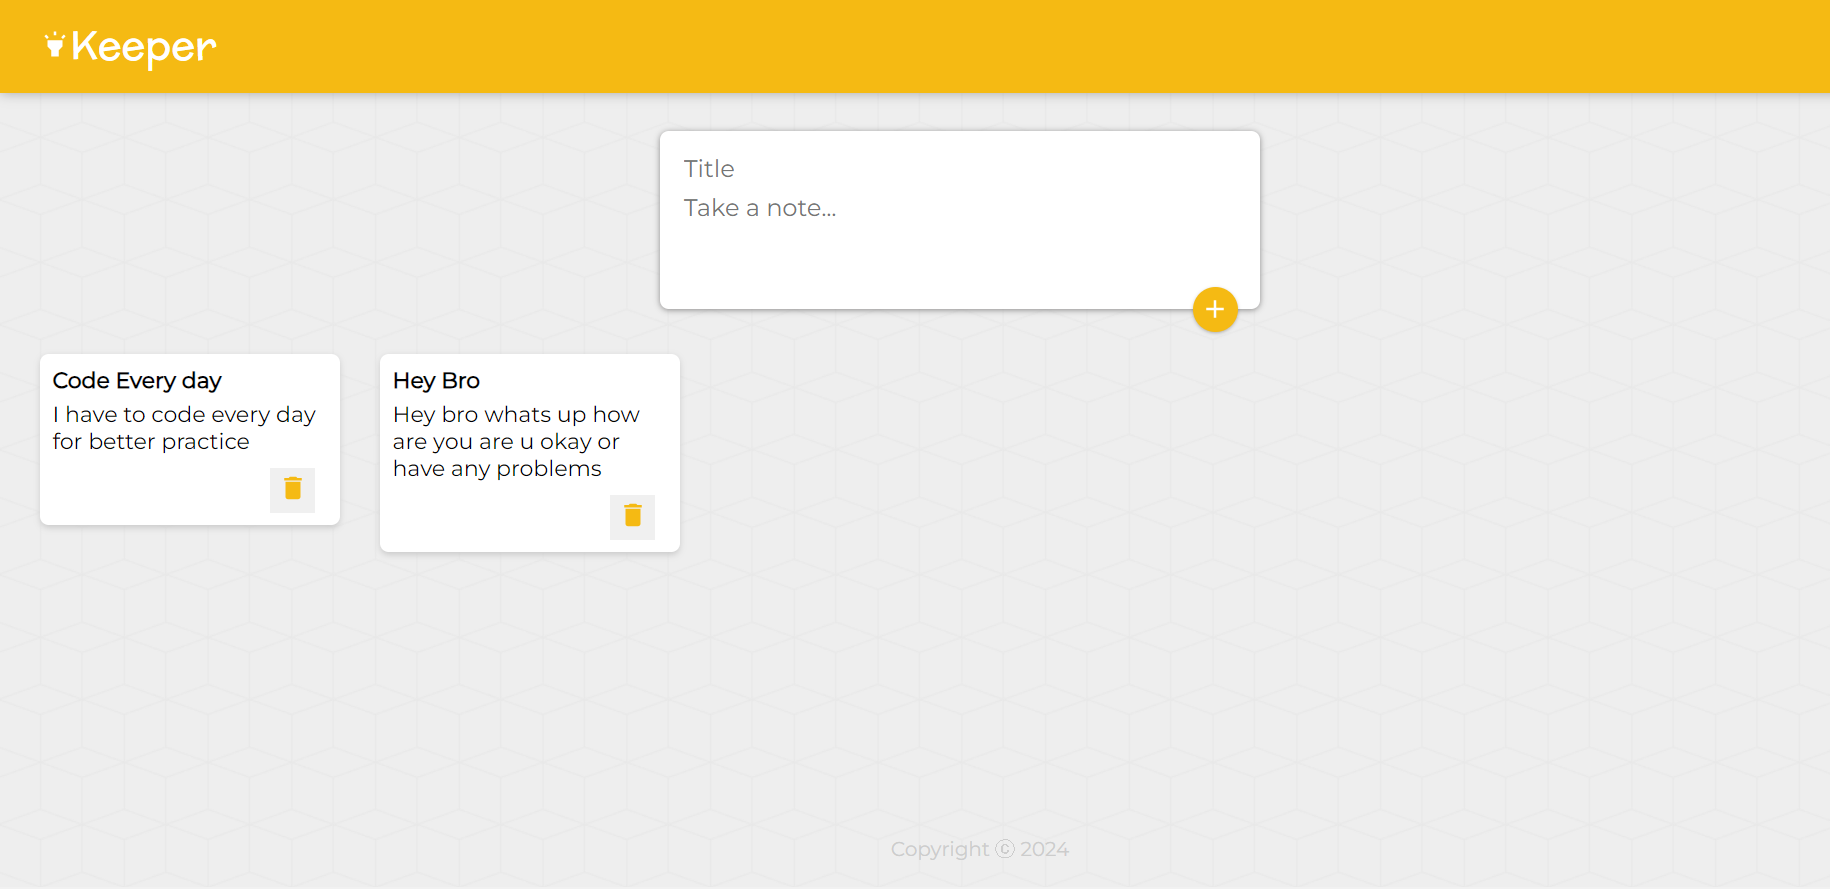 Keeper
Title
Take a note...
Code Every day
I have to code every day
for better practice
Hey Bro
Hey bro whats up how
are you are u okay or
have any problems
Copyright ⓒ 2024